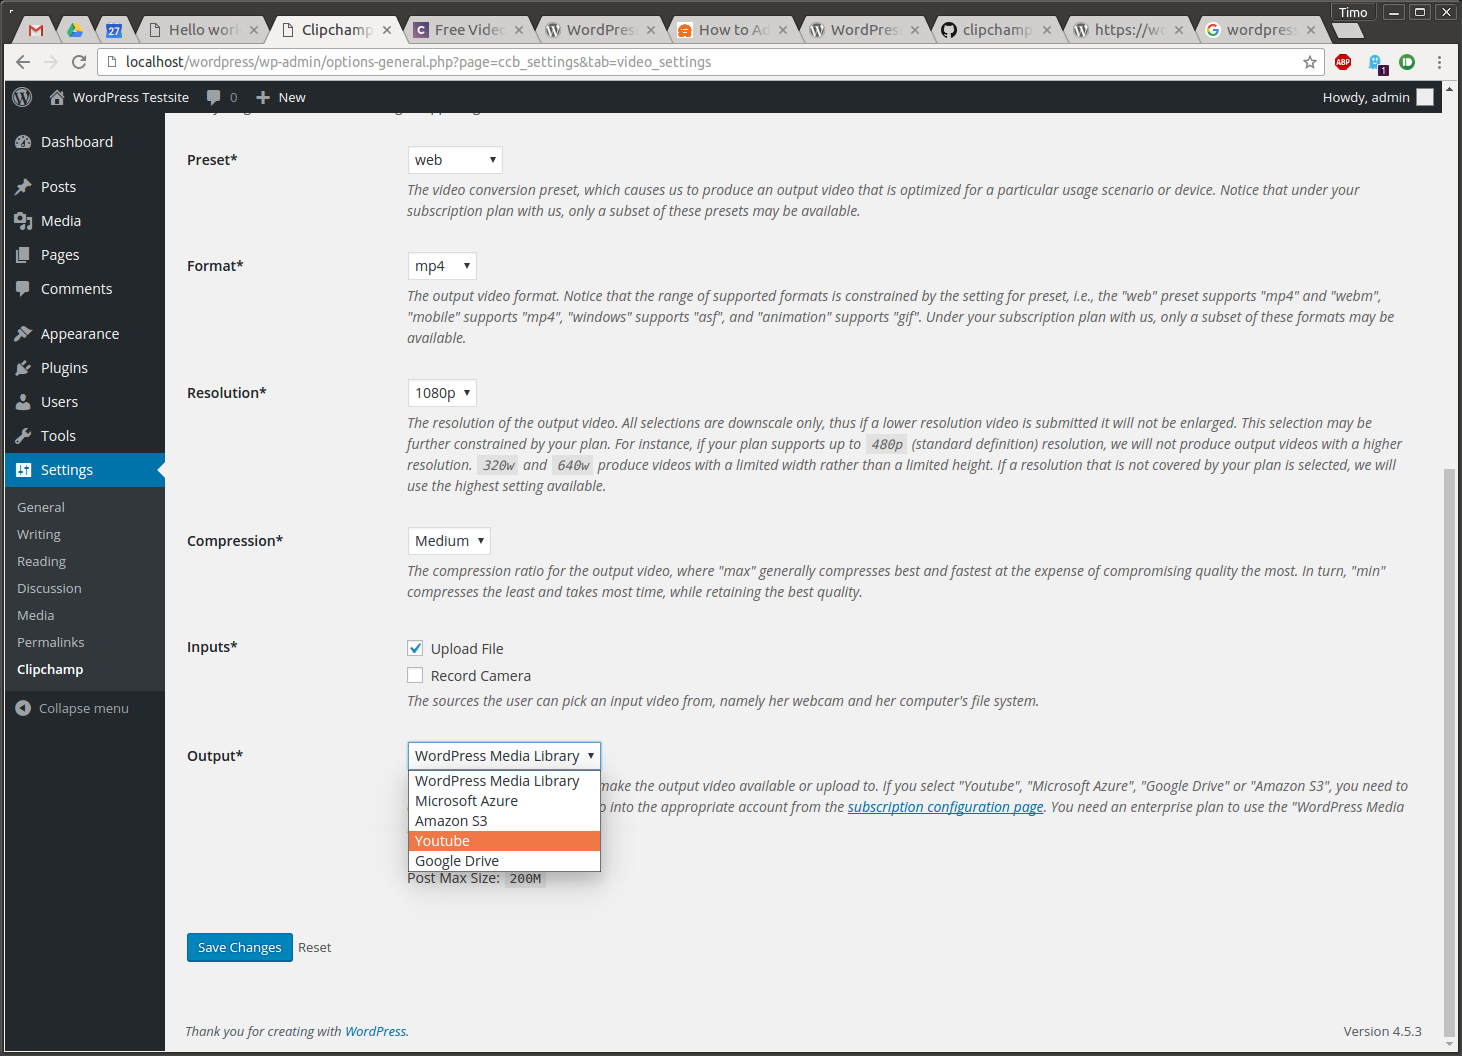 Timo
27
Hello worl
Clipchamp
Free Video
WordPress
How to Ad
WordPress
clipchamp
https://wo
wordpress
localhost/wordpress/wp-admin/options-general.php?page=ccb_settings&tab=video_settings
ABP
1
WordPress Testsite
0
New
Howdy, admin
Dashboard
Posts
Media
Pages
Comments
Appearance
Plugins
Users
Tools
Settings
General
Writing
Reading
Discussion
Media
Permalinks
Clipchamp
Collapse menu
Preset*
web
The video conversion preset, which causes us to produce an output video that is optimized for a particular usage scenario or device. Notice that under your
subscription plan with us, only a subset of these presets may be available.
Format*
mp4
The output video format. Notice that the range of supported formats is constrained by the setting for preset, i.e., the "web" preset supports "mp4" and "webm",
"mobile" supports "mp4", "windows" supports "asf", and "animation" supports "gif". Under your subscription plan with us, only a subset of these formats may be
available.
Resolution*
1080p
The resolution of the output video. All selections are downscale only, thus if a lower resolution video is submitted it will not be enlarged. This selection may be
further constrained by your plan. For instance, if your plan supports up to 480p (standard definition) resolution, we will not produce output videos with a higher
resolution. 320w and 640w produce videos with a limited width rather than a limited height. If a resolution that is not covered by your plan is selected, we will
use the highest setting available.
Compression*
Medium
The compression ratio for the output video, where "max" generally compresses best and fastest at the expense of compromising quality the most. In turn, "min"
compresses the least and takes most time, while retaining the best quality.
Inputs*
Upload File
Record Camera
The sources the user can pick an input video from, namely her webcam and her computer's file system.
Output*
WordPress Media Library
WordPress Media Library
Microsoft Azure
Amazon S3
Youtube
Google Drive
make the output video available or upload to. If you select "Youtube", "Microsoft Azure", "Google Drive" or "Amazon S3", you need to
into the appropriate account from the subscription configuration page. You need an enterprise plan to use the "WordPress Media
Post Max Size: 200M
Save Changes
Reset
Thank you for creating with WordPress.
Version 4.5.3